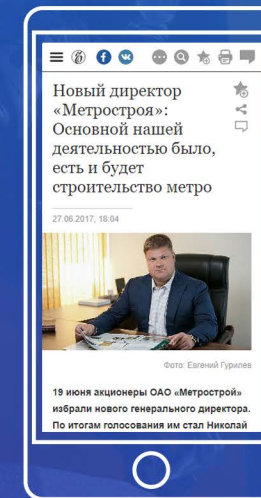 Новый директор
«Метростроя»:
Основной нашей
деятельностью было,
есть и будет
строительство метро
27.06.2017, 18:04
Фото: Евгений Гурилев
19 июня акционеры ОАО «Метрострой»
избрали нового генерального директора.
По итогам голосования им стал Николай